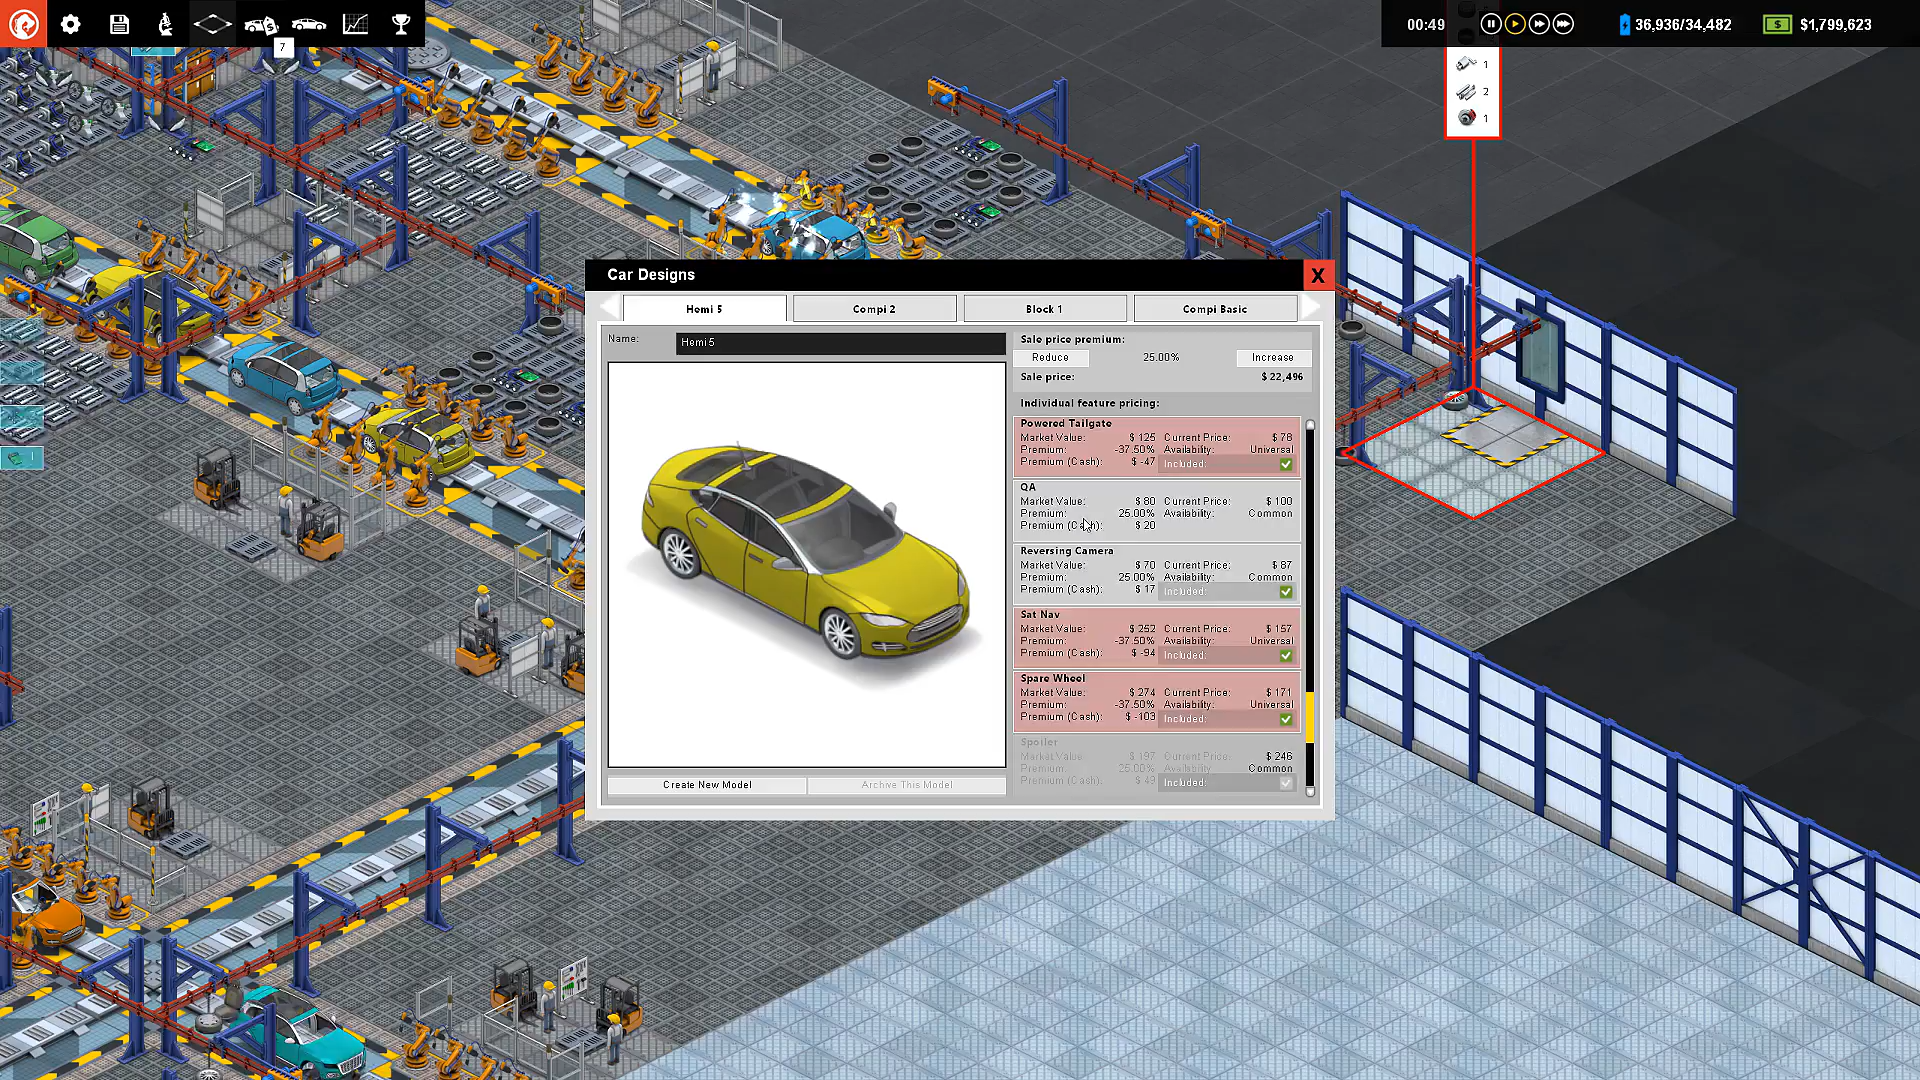 00:49 36,936/34,482 $1,799,623
7
1
2
1
Car Designs X
Hemi 5 Compi 2 Block 1 Compi Basic
Name: Hemi 5
Sale price premium:
Reduce 25.00% Increase
Sale price: $ 22,496
Individual feature pricing:
Powered Tailgate
Market Value: $ 125 Current Price: $ 78
Premium: -37.50% Availability: Universal
Premium (Cash): $ -47 Included:
QA
Market Value: $ 80 Current Price: $ 100
Premium: 25.00% Availability: Common
Premium (Cash): $ 20
Reversing Camera
Market Value: $ 70 Current Price: $ 87
Premium: 25.00% Availability: Common
Premium (Cash): $ 17 Included:
Sat Nav
Market Value: $ 252 Current Price: $ 157
Premium: -37.50% Availability: Universal
Premium (Cash): $ -94 Included:
Spare Wheel
Market Value: $ 274 Current Price: $ 171
Premium: -37.50% Availability: Universal
Premium (Cash): $ -103 Included:
Spoiler
Market Value $ 197 Current Price: $ 246
Premium: 25.00% Availability: Common
Premium (Cash): $ 49 Included:
Create New Model Archive This Model